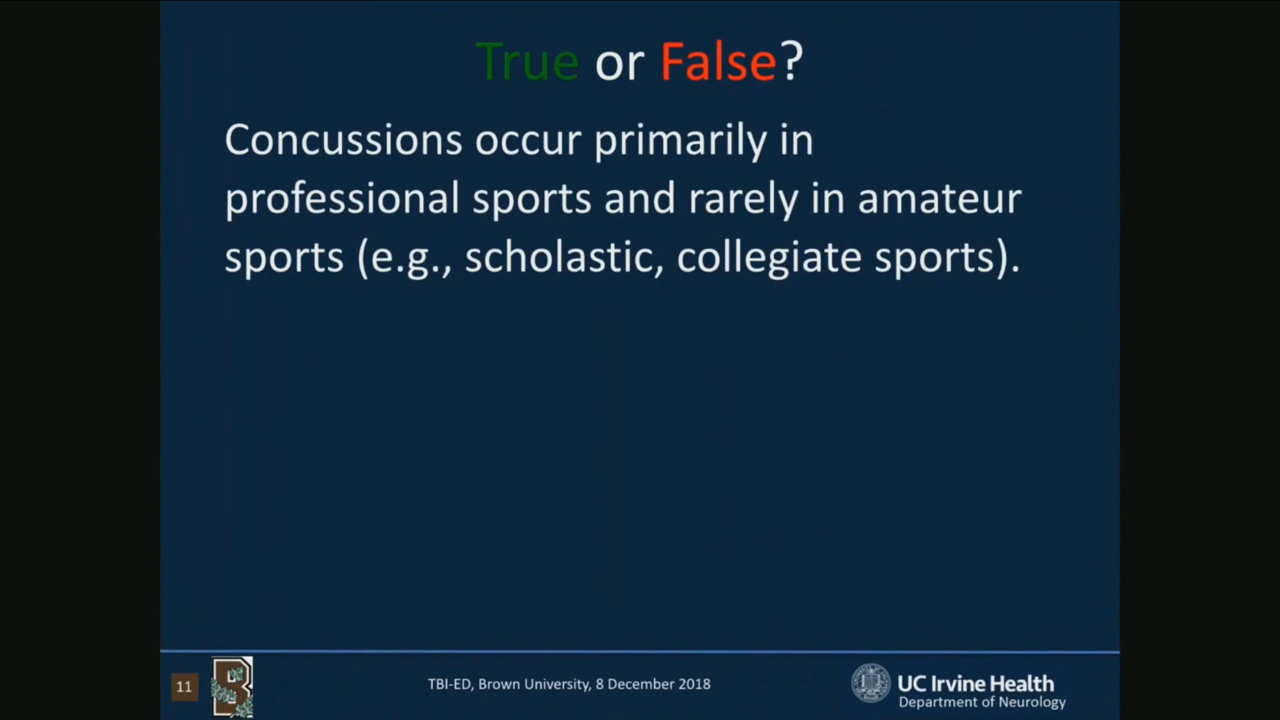 True or False?
Concussions occur primarily in
professional sports and rarely in amateur
sports (e.g., scholastic, collegiate sports).
11
B
TBI-ED, Brown University, 8 December 2018
UC Irvine Health
Department of Neurology